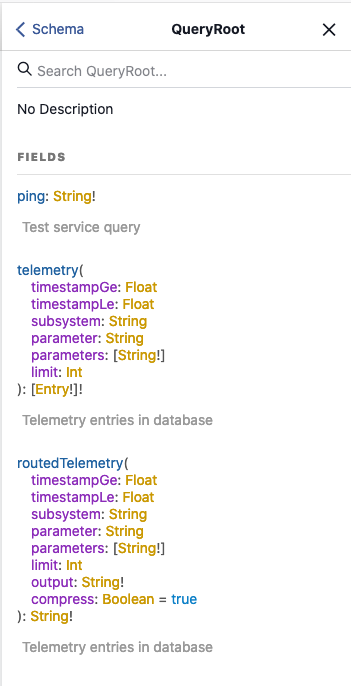 Schema
QueryRoot
Search QueryRoot...
No Description
FIELDS
ping: String!
Test service query
telemetry(
timestampGe: Float
timestampLe: Float
subsystem: String
parameter: String
parameters: [String!]
limit: Int
): [Entry!]!
Telemetry entries in database
routedTelemetry(
timestampGe: Float
timestampLe: Float
subsystem: String
parameter: String
parameters: [String!]
limit: Int
output: String!
compress: Boolean = true
): String!
Telemetry entries in database